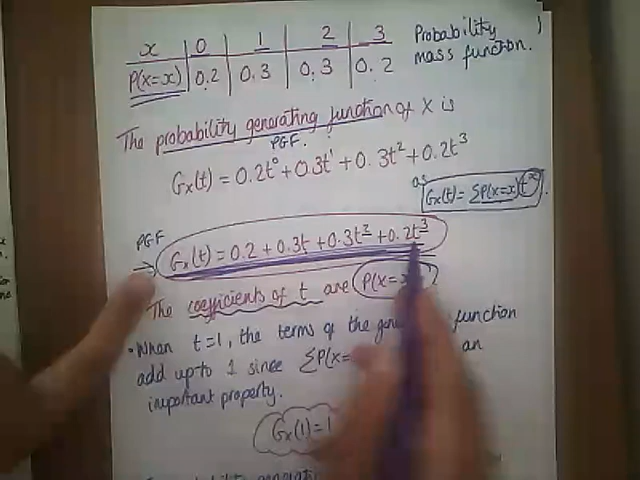 x 0 1 2 3
P(X=x) 0.2 0.3 0.3 0.2
Probability
mass function.
The probability generating function of X is
PGF.
Gx(t) = 0.2t⁰ + 0.3t¹ + 0.3t² + 0.2t³
as
Gx(t) = ΣP(X=x)tˣ.
PGF
→ Gx(t) = 0.2 + 0.3t + 0.3t² + 0.2t³
The coefficients of t are P(X=
• When t=1, the terms of the function
add up to 1 since ΣP(X= an
important property.
Gx(1)=1